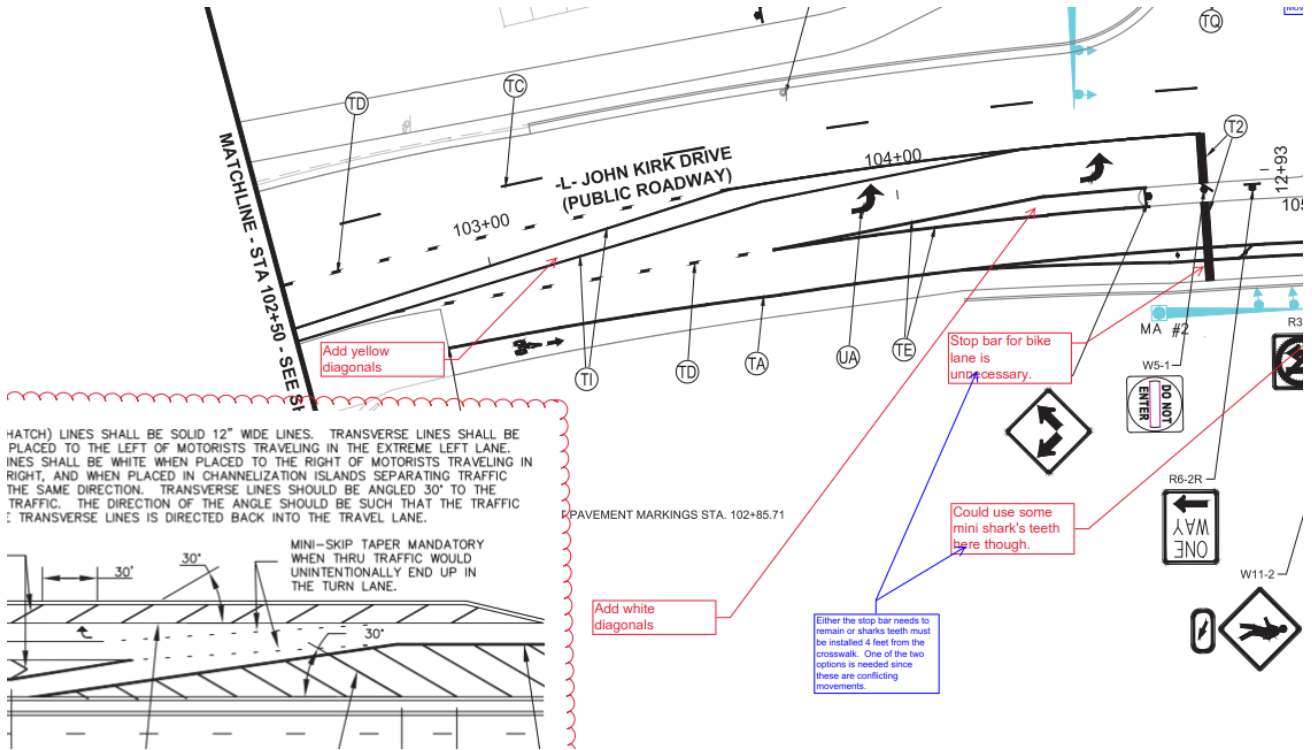 TQ
TD
TC
T2
MATCHLINE - STA 102+50 - SEE SH
-L- JOHN KIRK DRIVE
(PUBLIC ROADWAY)
104+00
103+00
12+93
105
Add yellow
diagonals
TI
TD
TA
UA
TE
Stop bar for bike
lane is
unnecessary.
MA #2
R3
W5-1
DO NOT
ENTER
R6-2R
ONE
WAY
W11-2
HATCH) LINES SHALL BE SOLID 12" WIDE LINES. TRANSVERSE LINES SHALL BE
PLACED TO THE LEFT OF MOTORISTS TRAVELING IN THE EXTREME LEFT LANE.
INES SHALL BE WHITE WHEN PLACED TO THE RIGHT OF MOTORISTS TRAVELING IN
RIGHT, AND WHEN PLACED IN CHANNELIZATION ISLANDS SEPARATING TRAFFIC
THE SAME DIRECTION. TRANSVERSE LINES SHOULD BE ANGLED 30° TO THE
TRAFFIC. THE DIRECTION OF THE ANGLE SHOULD BE SUCH THAT THE TRAFFIC
TRANSVERSE LINES IS DIRECTED BACK INTO THE TRAVEL LANE.
PAVEMENT MARKINGS STA. 102+85.71
MINI-SKIP TAPER MANDATORY
WHEN THRU TRAFFIC WOULD
UNINTENTIONALLY END UP IN
THE TURN LANE.
30'
30°
30°
Could use some
mini shark's teeth
here though.
Add white
diagonals
Either the stop bar needs to
remain or sharks teeth must
be installed 4 feet from the
crosswalk. One of the two
options is needed since
these are conflicting
movements.